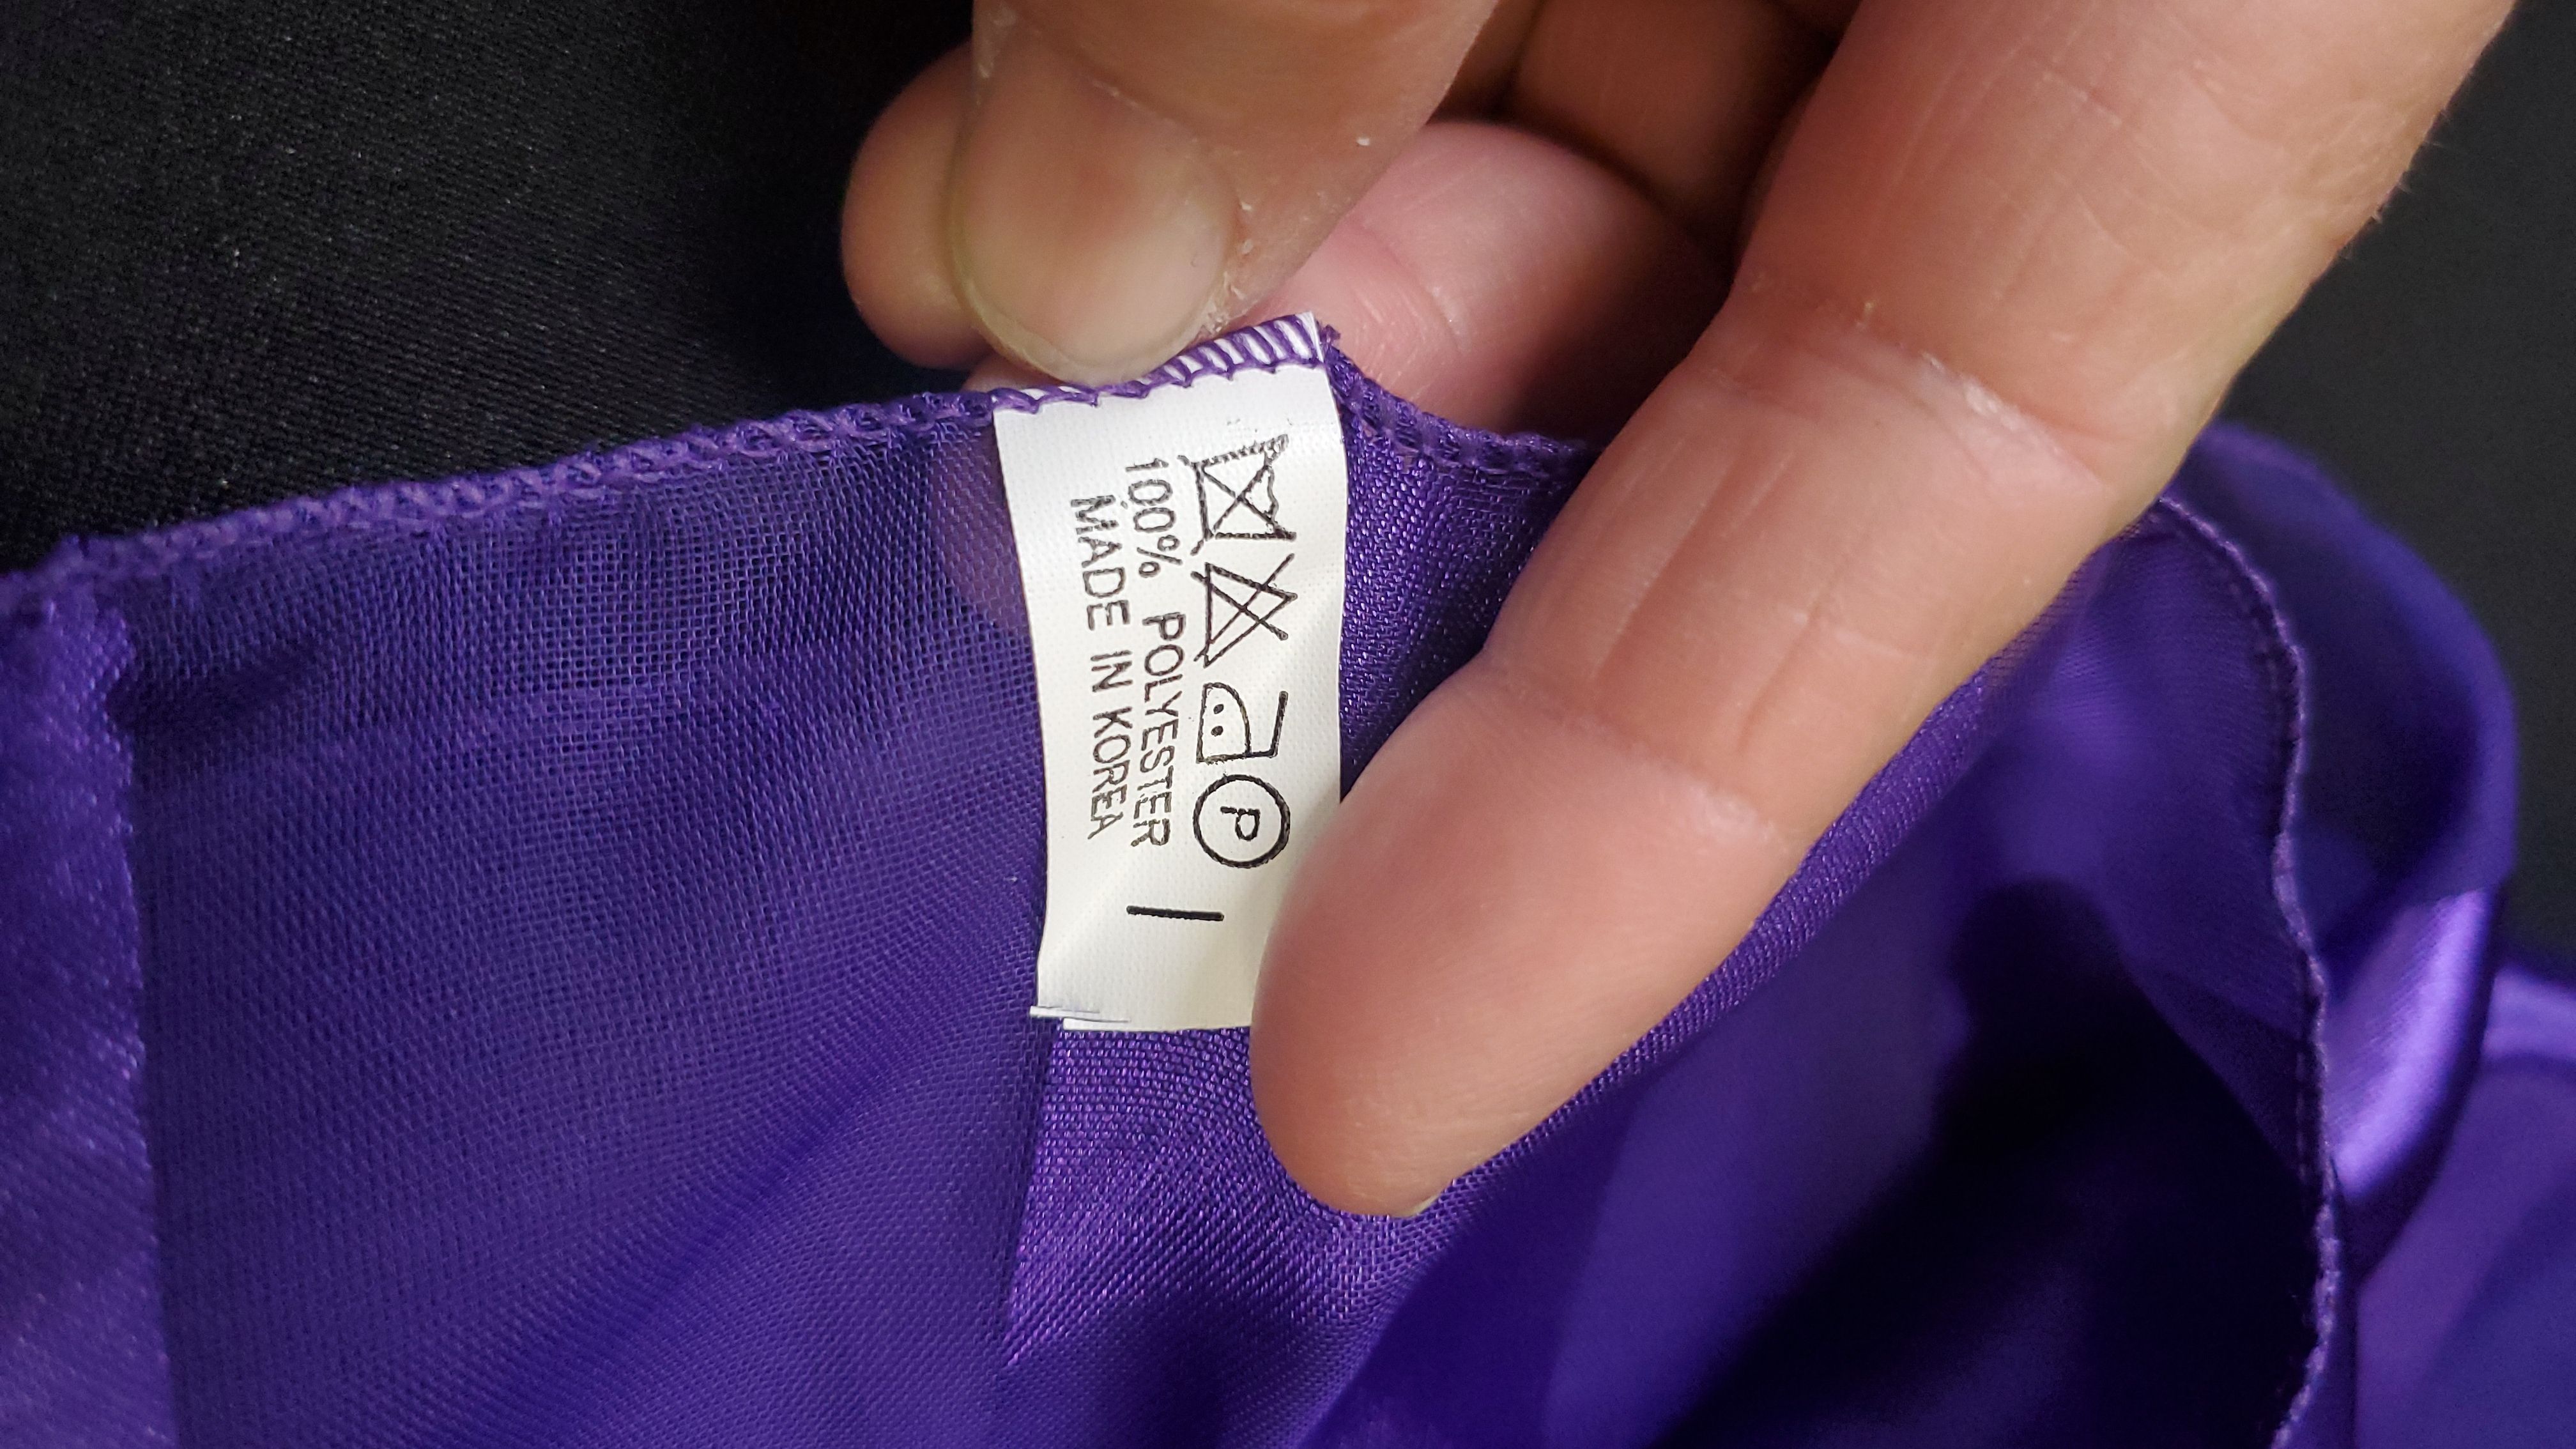 P
100% POLYESTER
MADE IN KOREA